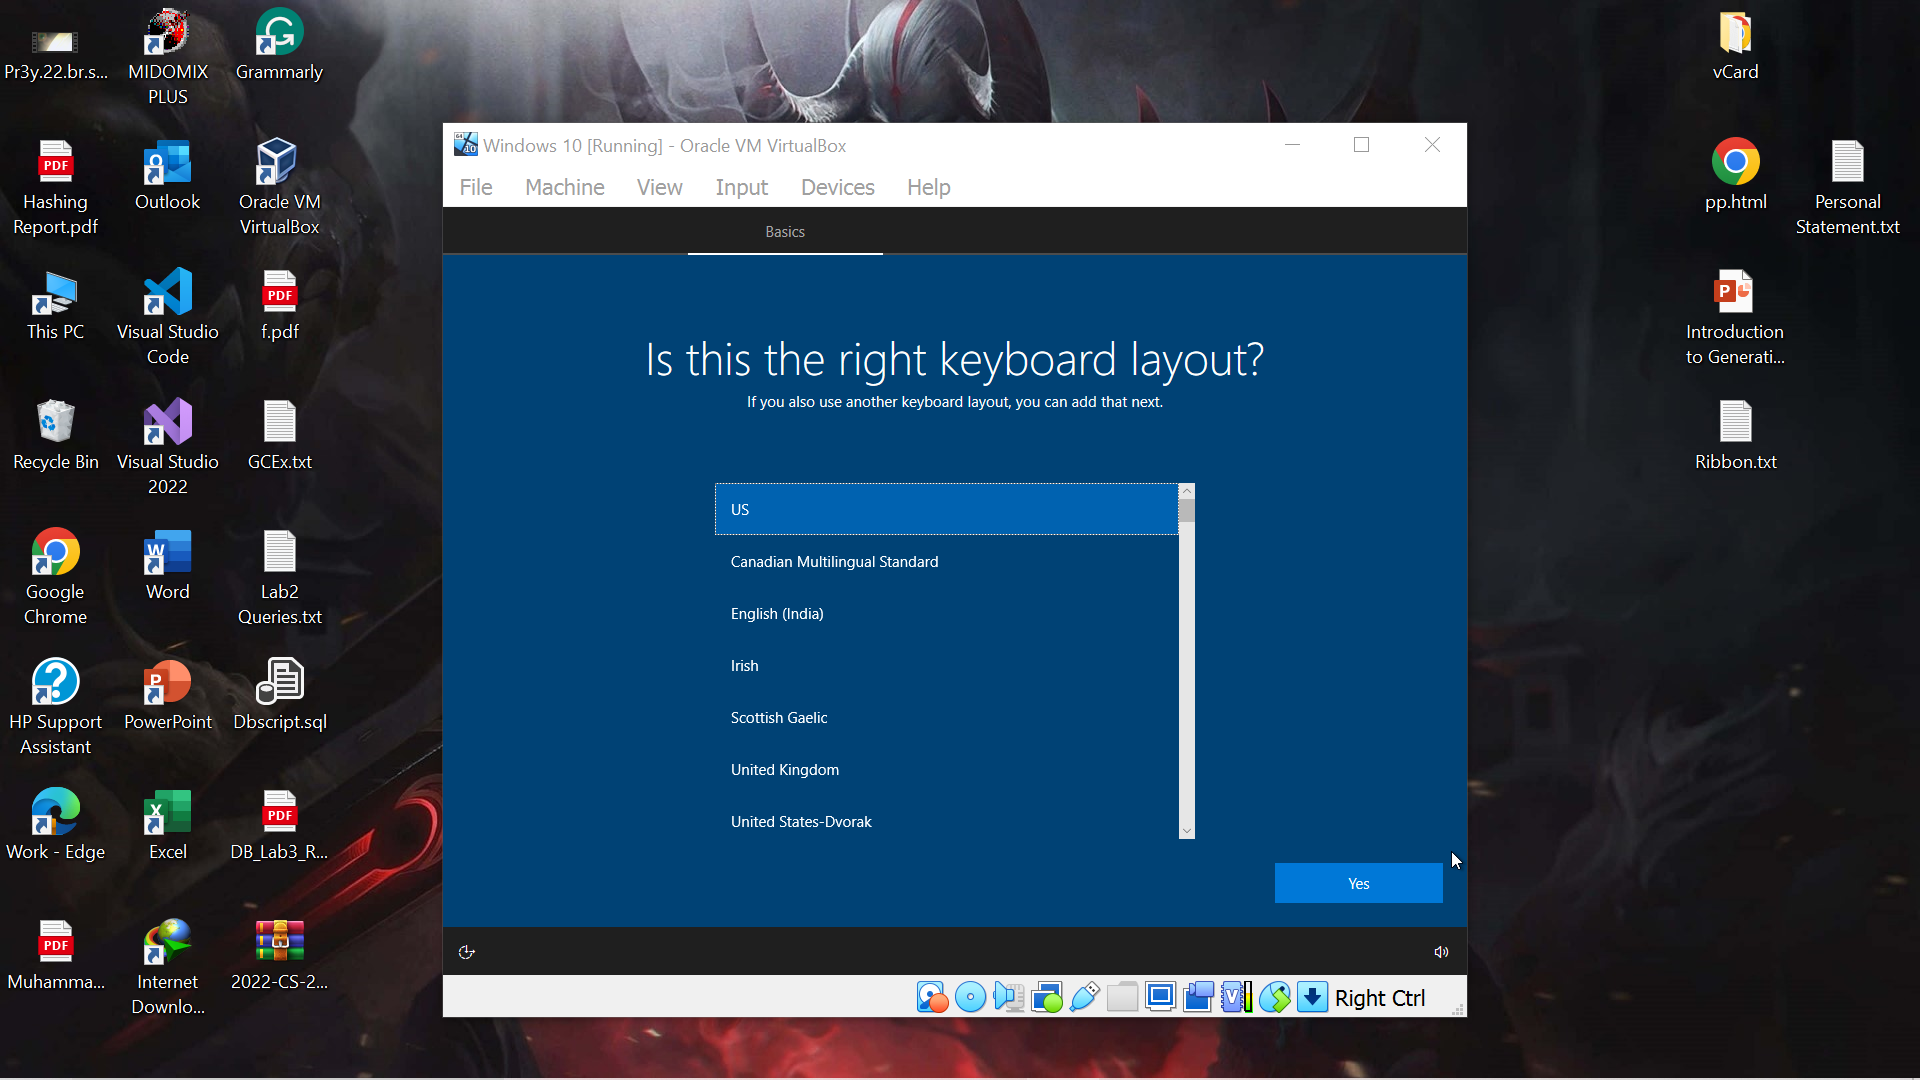 Pr3y.22.br.s...
MIDOMIX
PLUS
Grammarly
Hashing
Report.pdf
Outlook
Oracle VM
VirtualBox
This PC
Visual Studio
Code
f.pdf
Recycle Bin
Visual Studio
2022
GCEx.txt
Google
Chrome
Word
Lab2
Queries.txt
HP Support
Assistant
PowerPoint
Dbscript.sql
Work - Edge
Excel
DB_Lab3_R...
Muhamma...
Internet
Downlo...
2022-CS-2...
Windows 10 [Running] - Oracle VM VirtualBox
File Machine View Input Devices Help
Basics
Is this the right keyboard layout?
If you also use another keyboard layout, you can add that next.
US
Canadian Multilingual Standard
English (India)
Irish
Scottish Gaelic
United Kingdom
United States-Dvorak
Yes
Right Ctrl
vCard
pp.html
Personal
Statement.txt
Introduction
to Generati...
Ribbon.txt
PDF
PDF
PDF
PDF